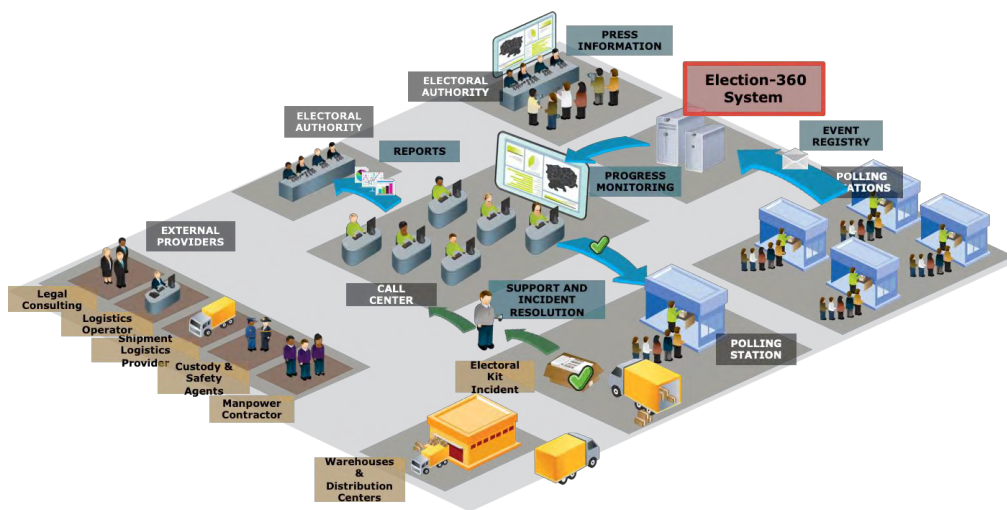 PRESS
INFORMATION
ELECTORAL
AUTHORITY
Election-360
System
ELECTORAL
AUTHORITY
REPORTS
EVENT
REGISTRY
PROGRESS
MONITORING
POLLING
STATIONS
EXTERNAL
PROVIDERS
CALL
CENTER
SUPPORT AND
INCIDENT
RESOLUTION
Legal
Consulting
Logistics
Operator
Shipment
Logistics
Provider
Custody &
Safety
Agents
Manpower
Contractor
Electoral
Kit
Incident
POLLING
STATION
Warehouses
&
Distribution
Centers